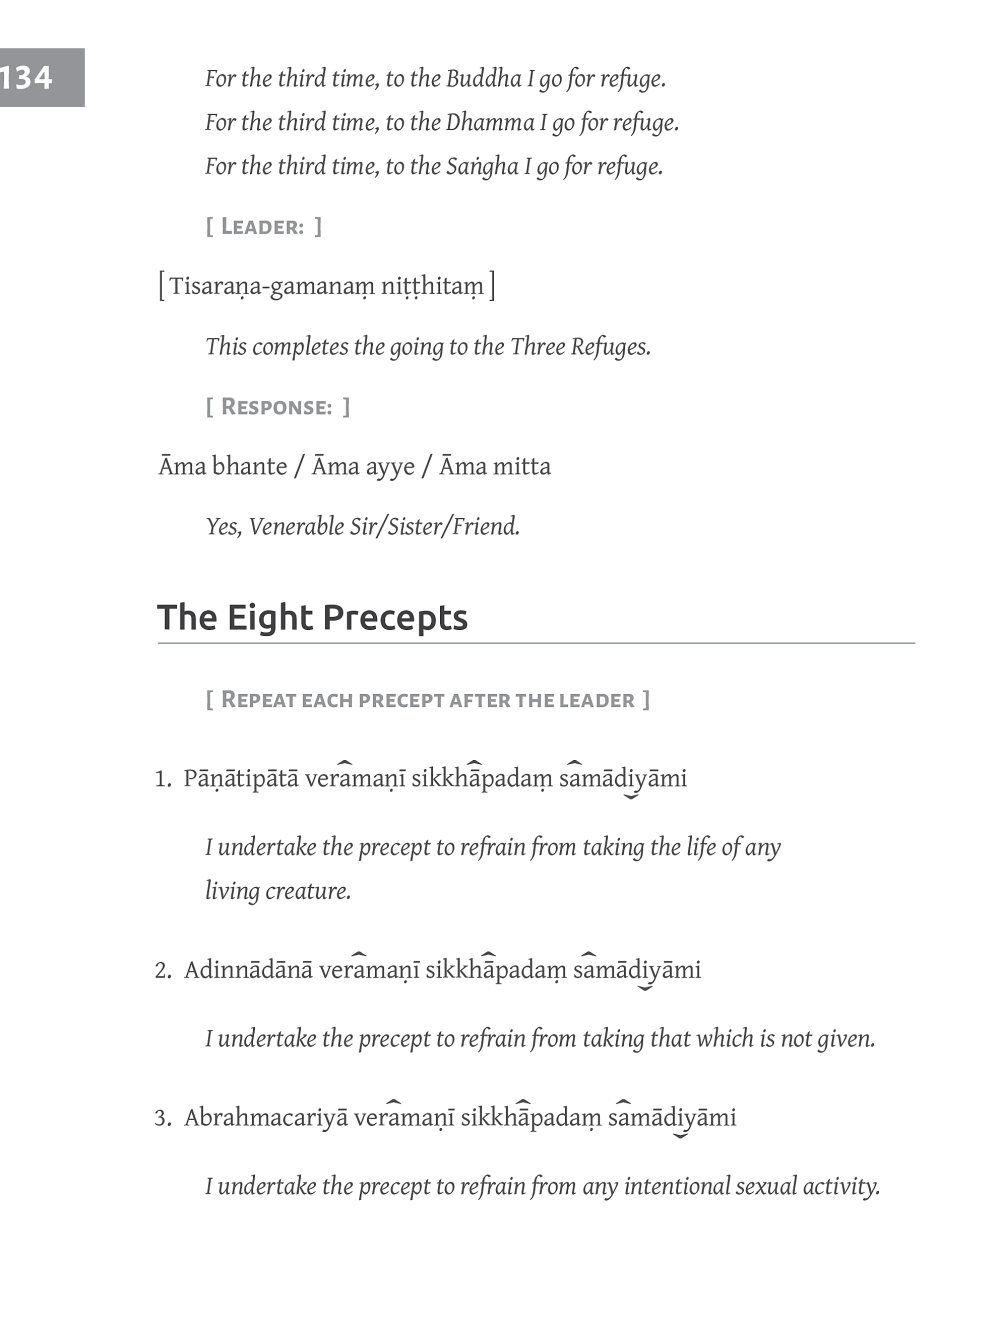 134
For the third time, to the Buddha I go for refuge.
For the third time, to the Dhamma I go for refuge.
For the third time, to the Saṅgha I go for refuge.
[ Leader: ]
[ Tisaraṇa-gamanaṃ niṭṭhitaṃ ]
This completes the going to the Three Refuges.
[ Response: ]
Āma bhante / Āma ayye / Āma mitta
Yes, Venerable Sir/Sister/Friend.
The Eight Precepts
[ Repeat each precept after the leader ]
1. Pāṇātipātā veramaṇī sikkhāpadaṃ samādiyāmi
I undertake the precept to refrain from taking the life of any
living creature.
2. Adinnādānā veramaṇī sikkhāpadaṃ samādiyāmi
I undertake the precept to refrain from taking that which is not given.
3. Abrahmacariyā veramaṇī sikkhāpadaṃ samādiyāmi
I undertake the precept to refrain from any intentional sexual activity.